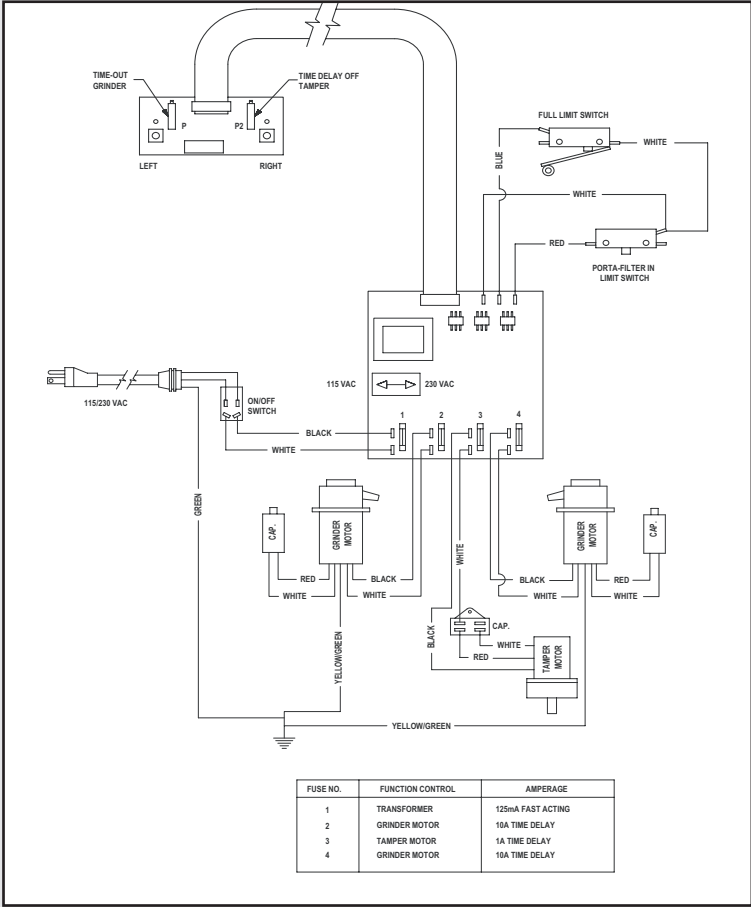 TIME-OUT
GRINDER
TIME DELAY OFF
TAMPER
P
P2
LEFT
RIGHT
FULL LIMIT SWITCH
WHITE
BLUE
WHITE
RED
PORTA-FILTER IN
LIMIT SWITCH
115 VAC
230 VAC
115/230 VAC
ON/OFF
SWITCH
1
2
3
4
BLACK
WHITE
GREEN
CAP.
GRINDER
MOTOR
RED
BLACK
WHITE
WHITE
WHITE
BLACK
CAP.
WHITE
RED
TAMPER
MOTOR
GRINDER
MOTOR
CAP.
BLACK
RED
WHITE
WHITE
YELLOW/GREEN
YELLOW/GREEN
FUSE NO. FUNCTION CONTROL AMPERAGE
1 TRANSFORMER 125mA FAST ACTING
2 GRINDER MOTOR 10A TIME DELAY
3 TAMPER MOTOR 1A TIME DELAY
4 GRINDER MOTOR 10A TIME DELAY